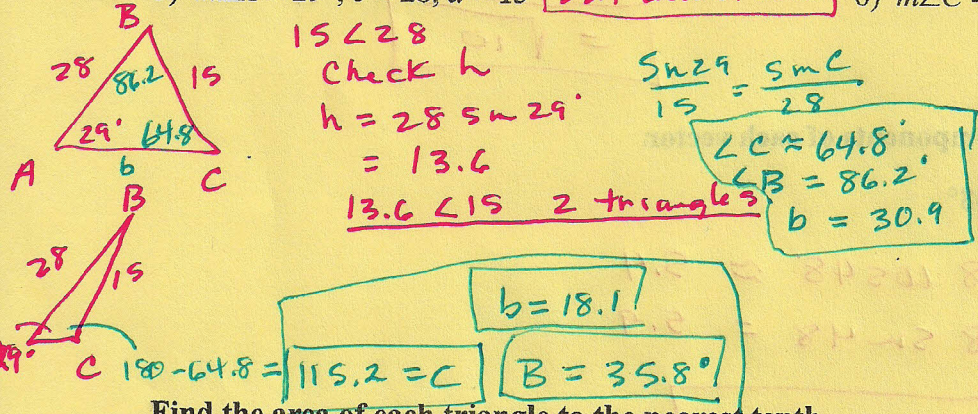 B
28
86.2
15
29° 64.8
A
b
C
15 < 28
Check h
h = 28 sin 29°
= 13.6
13.6 < 15 2 triangles
Sin29 = Sin C
15 28
∠C ≈ 64.8°
∠B = 86.2°
b = 30.9
B
28
15
9°
C
180-64.8 = 115.2 = C
b = 18.1
B = 35.8°
Find the area of each triangle to the nearest tenth